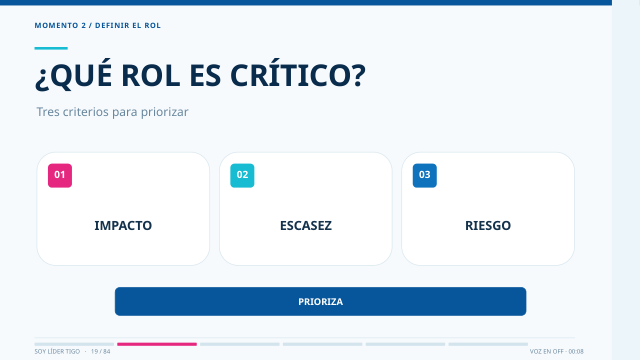 MOMENTO 2 / DEFINIR EL ROL
¿QUÉ ROL ES CRÍTICO?
Tres criterios para priorizar
01
02
03
IMPACTO
ESCASEZ
RIESGO
PRIORIZA
SOY LÍDER TIGO · 19 / 84
VOZ EN OFF · 00:08